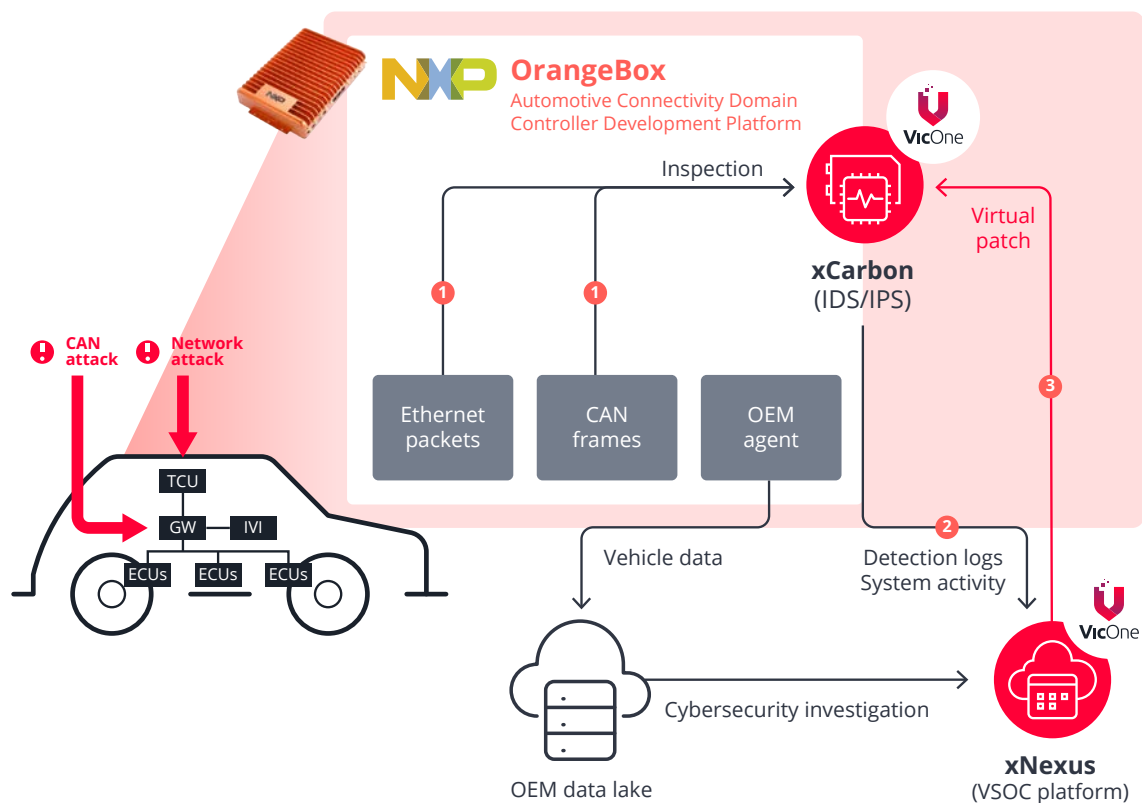 NXP
NXP
OrangeBox
Automotive Connectivity Domain
Controller Development Platform
VicOne
Inspection
Virtual
patch
xCarbon
(IDS/IPS)
1
1
3
! CAN
attack
! Network
attack
Ethernet
packets
CAN
frames
OEM
agent
TCU
GW
IVI
ECUs
ECUs
ECUs
2
Vehicle data
Detection logs
System activity
VicOne
Cybersecurity investigation
OEM data lake
xNexus
(VSOC platform)